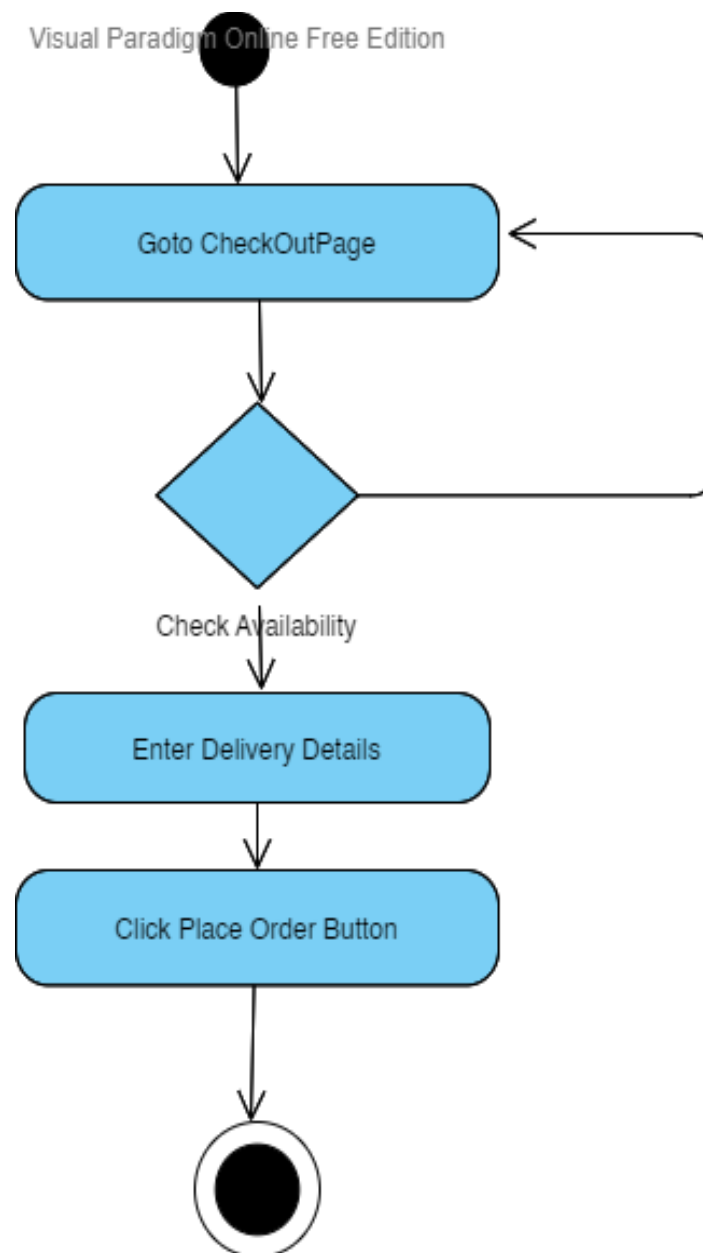 Visual Paradigm Online Free Edition
Goto CheckOutPage
Check Availability
Enter Delivery Details
Click Place Order Button